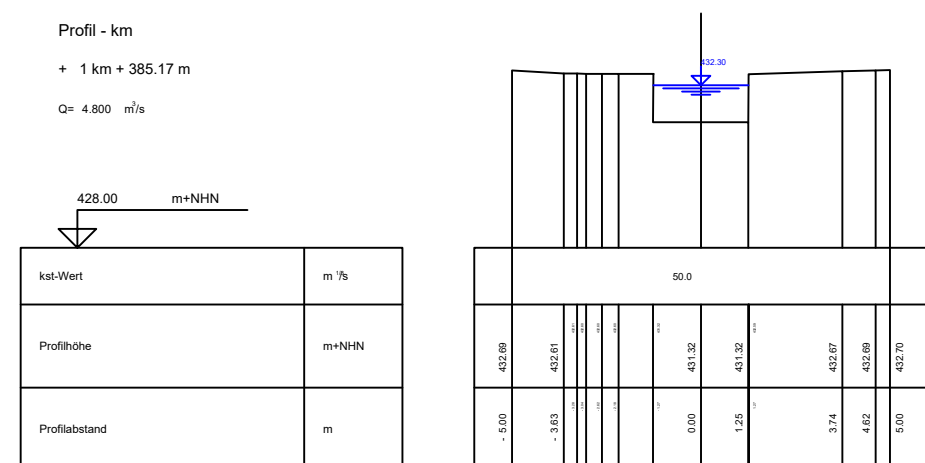 Profil - km
+ 1 km + 385.17 m
Q= 4.800 m³/s
432.30
428.00 m+NHN
kst-Wert m ⅓/s 50.0
Profilhöhe m+NHN 432.69 432.61 431.32 431.32 432.67 432.69 432.70
Profilabstand m - 5.00 - 3.63 0.00 1.25 3.74 4.62 5.00